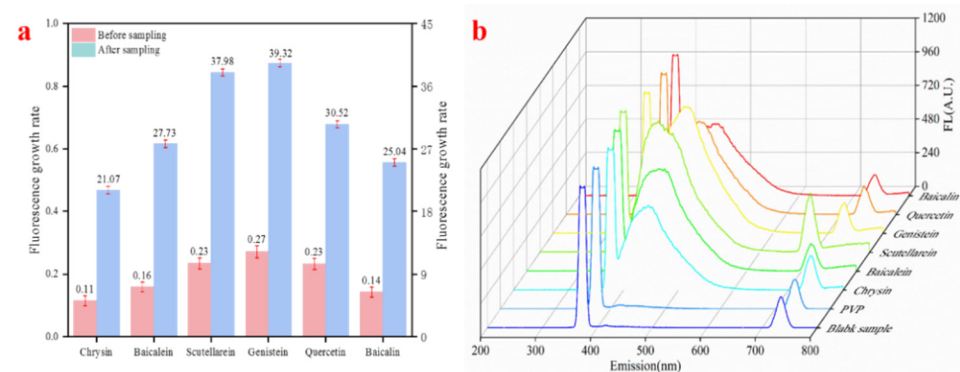 a
Before sampling
After sampling
Fluorescence growth rate
1.0
0.8
0.6
0.4
0.2
0.0
45
36
27
18
9
0
Fluorescence growth rate
0.11
21.07
0.16
27.73
0.23
37.98
0.27
39.32
0.23
30.52
0.14
25.04
Chrysin
Baicalein
Scutellarein
Genistein
Quercetin
Baicalin
b
1200
960
720
480
240
0
FL(A.U.)
Baicalin
Quercetin
Genistein
Scutellarein
Baicalein
Chrysin
PVP
Blabk sample
200
300
400
500
600
700
800
Emission(nm)